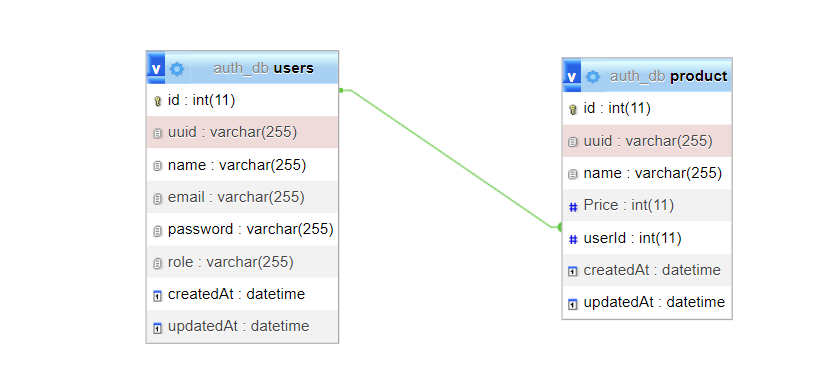 v auth_db users
id : int(11)
uuid : varchar(255)
name : varchar(255)
email : varchar(255)
password : varchar(255)
role : varchar(255)
createdAt : datetime
updatedAt : datetime
v auth_db product
id : int(11)
uuid : varchar(255)
name : varchar(255)
# Price : int(11)
# userId : int(11)
createdAt : datetime
updatedAt : datetime